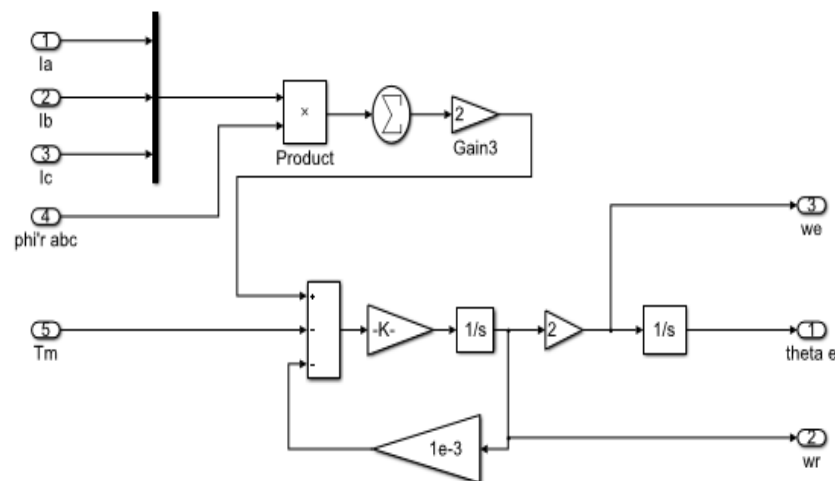 1
Ia
2
Ib
3
Ic
4
phi'r abc
5
Tm
×
Product
∑
2
Gain3
+
-
-
-K-
1/s
2
1/s
1e-3
3
we
1
theta e
2
wr